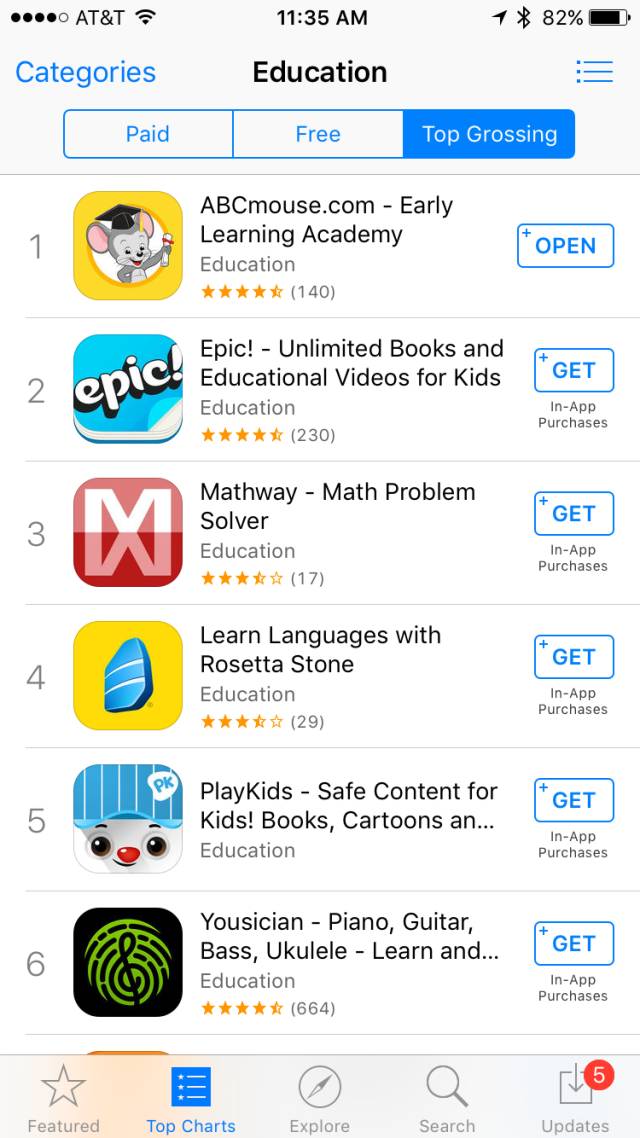 AT&T 11:35 AM 82%
Categories Education
Paid Free Top Grossing
1
ABCmouse.com - Early
Learning Academy
Education
(140)
+ OPEN
2
epic!
Epic! - Unlimited Books and
Educational Videos for Kids
Education
(230)
+ GET
In-App
Purchases
3
M
Mathway - Math Problem
Solver
Education
(17)
+ GET
In-App
Purchases
4
Learn Languages with
Rosetta Stone
Education
(29)
+ GET
In-App
Purchases
5
PK
PlayKids - Safe Content for
Kids! Books, Cartoons an...
Education
+ GET
In-App
Purchases
6
Yousician - Piano, Guitar,
Bass, Ukulele - Learn and...
Education
(664)
+ GET
In-App
Purchases
5
Featured Top Charts Explore Search Updates